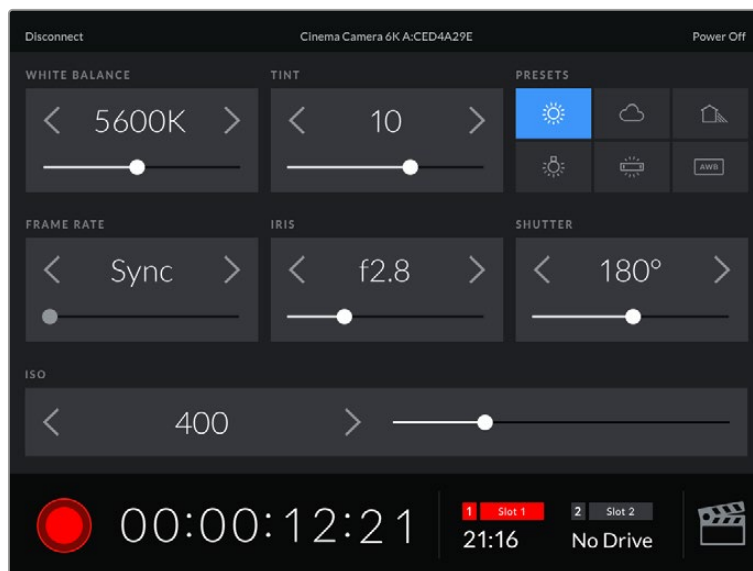 Disconnect Cinema Camera 6K A:CED4A29E Power Off
WHITE BALANCE TINT PRESETS
5600K 10
AWB
FRAME RATE IRIS SHUTTER
Sync f2.8 180°
ISO
400
00:00:12:21
1 Slot 1 2 Slot 2
21:16 No Drive